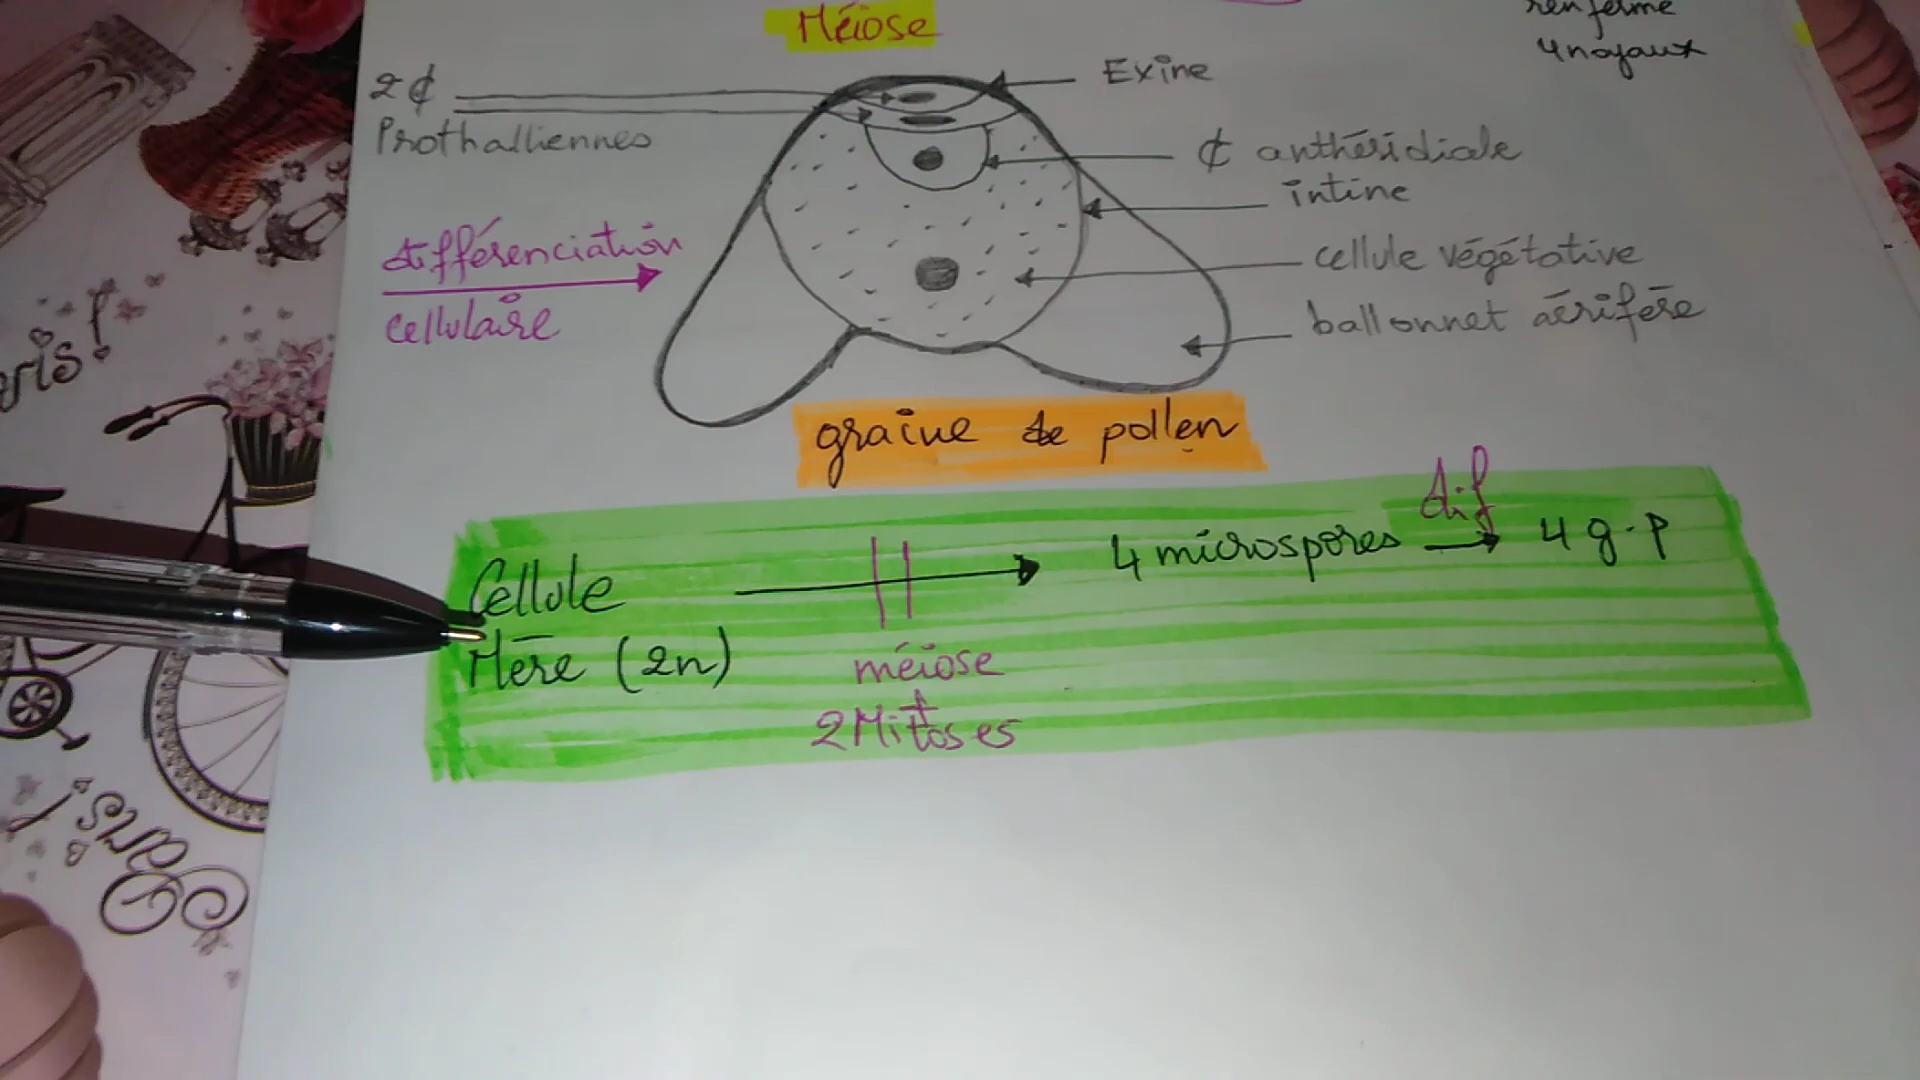 Méiose
renferme
4 noyaux
2 ¢
Prothalliennes
Exine
¢ anthéridiale
intine
cellule végétative
ballonnet aérifère
différenciation
cellulaire
graine de pollen
Cellule
Mère (2n)
méiose
+
2 Mitoses
4 microspores
dif
4 g.p
Paris!